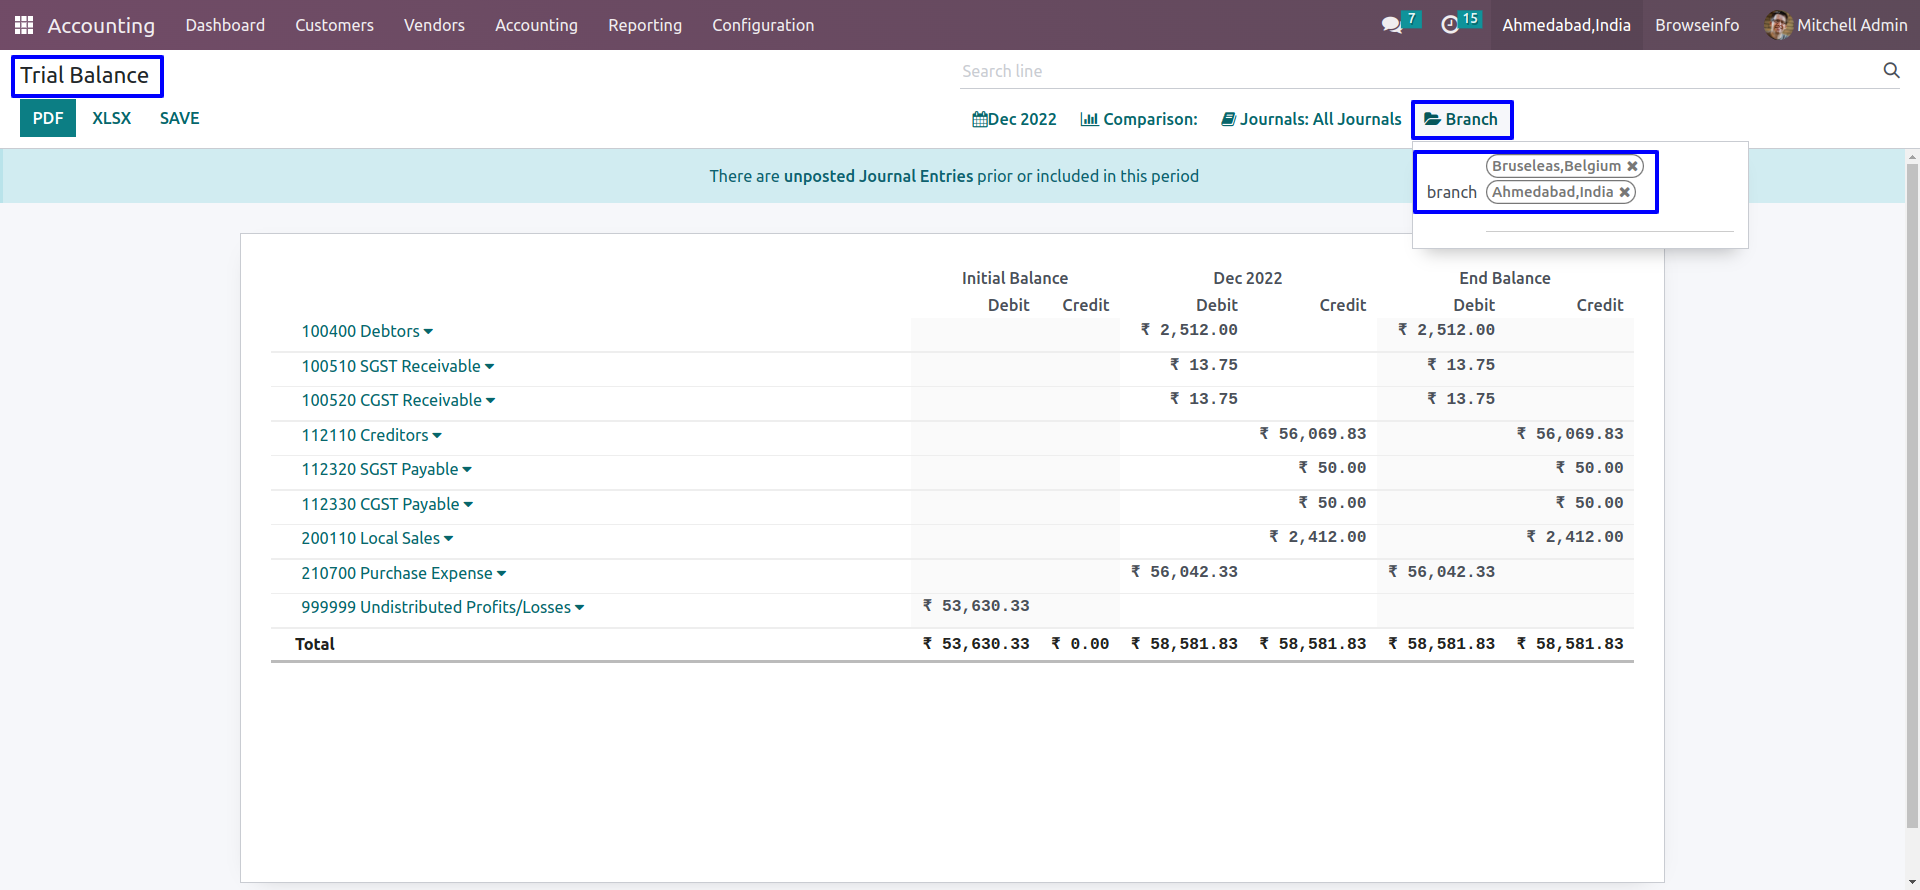 Accounting Dashboard Customers Vendors Accounting Reporting Configuration 7 15 Ahmedabad,India Browseinfo Mitchell Admin
Trial Balance
Search line
PDF XLSX SAVE
Dec 2022 Comparison: Journals: All Journals Branch
There are unposted Journal Entries prior or included in this period
branch Bruseleas,Belgium ✖
Ahmedabad,India ✖
Initial Balance Dec 2022 End Balance
Debit Credit Debit Credit Debit Credit
100400 Debtors ₹ 2,512.00 ₹ 2,512.00
100510 SGST Receivable ₹ 13.75 ₹ 13.75
100520 CGST Receivable ₹ 13.75 ₹ 13.75
112110 Creditors ₹ 56,069.83 ₹ 56,069.83
112320 SGST Payable ₹ 50.00 ₹ 50.00
112330 CGST Payable ₹ 50.00 ₹ 50.00
200110 Local Sales ₹ 2,412.00 ₹ 2,412.00
210700 Purchase Expense ₹ 56,042.33 ₹ 56,042.33
999999 Undistributed Profits/Losses ₹ 53,630.33
Total ₹ 53,630.33 ₹ 0.00 ₹ 58,581.83 ₹ 58,581.83 ₹ 58,581.83 ₹ 58,581.83